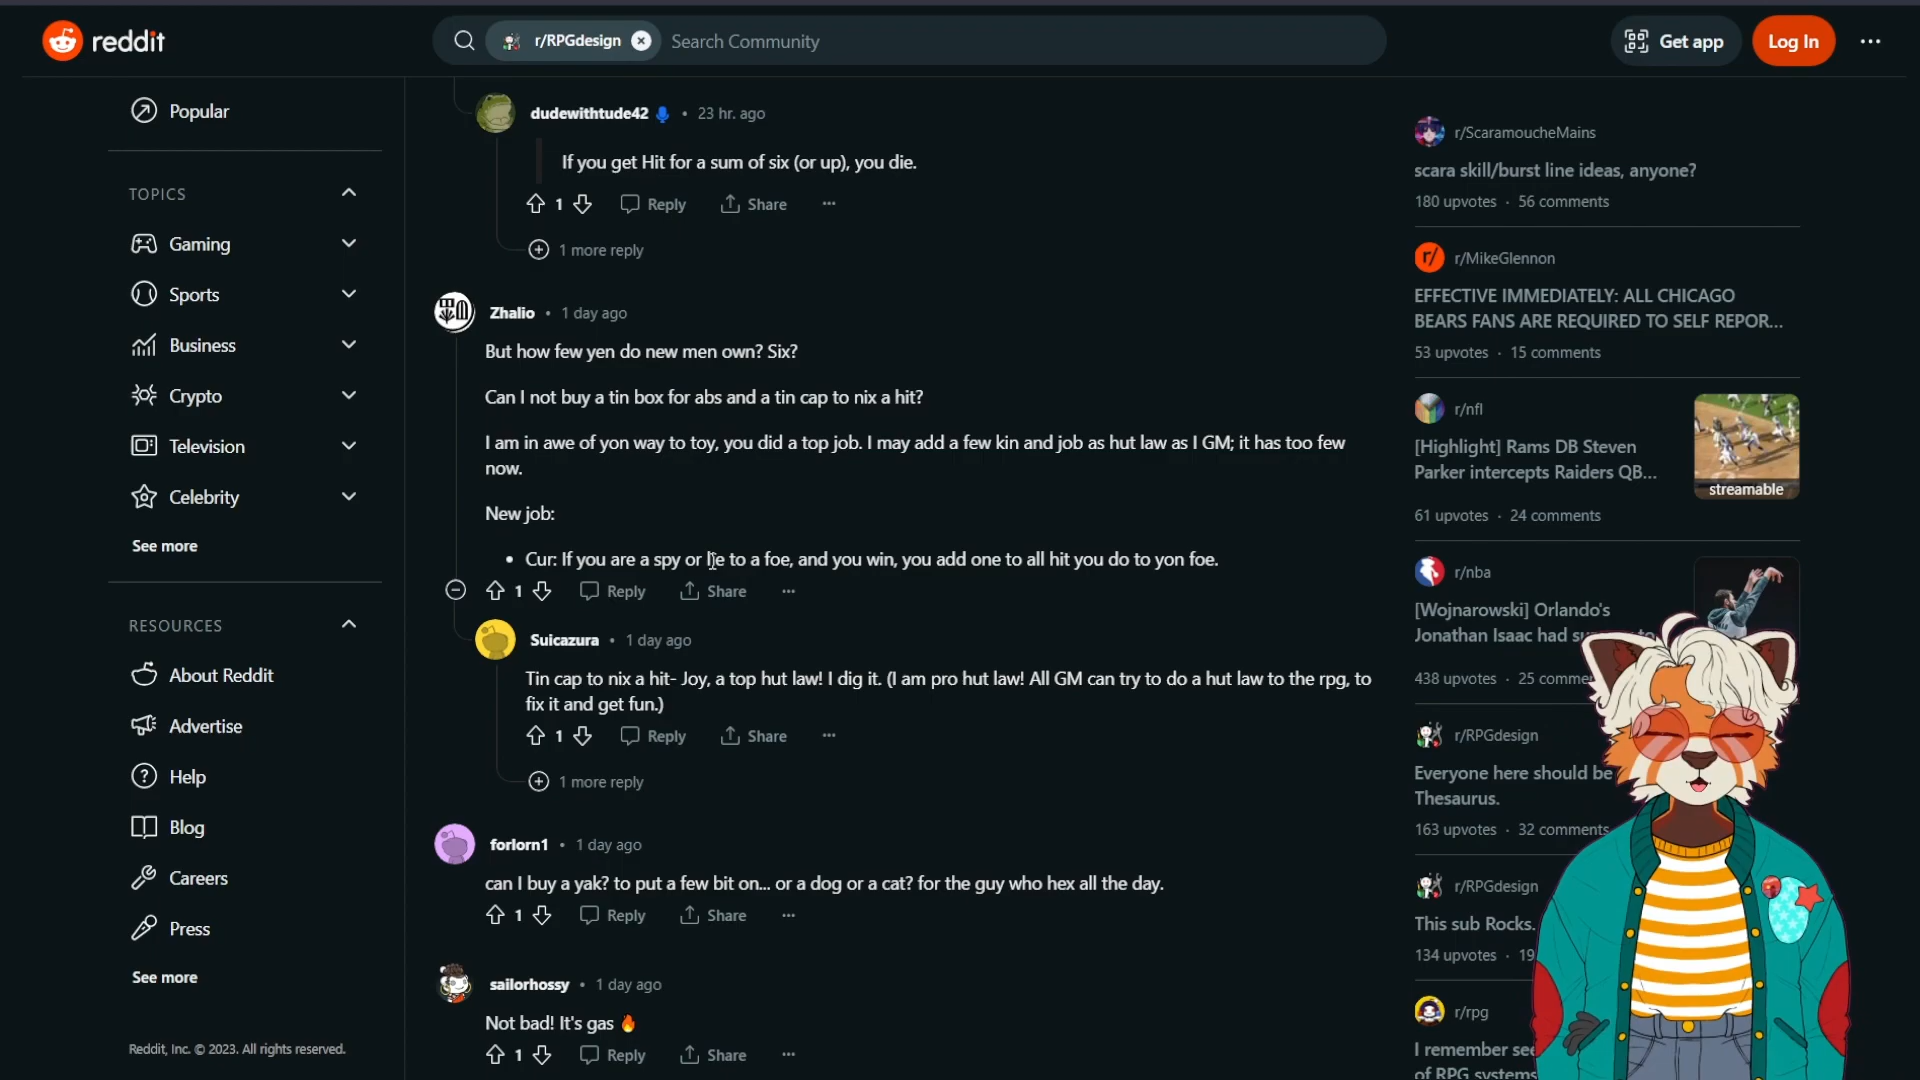 reddit
r/RPGdesign
Search Community
Get app
Log In
Popular
TOPICS
Gaming
Sports
Business
Crypto
Television
Celebrity
See more
RESOURCES
About Reddit
Advertise
Help
Blog
Careers
Press
See more
Reddit, Inc. © 2023. All rights reserved.
dudewithtude42 • 23 hr. ago
If you get Hit for a sum of six (or up), you die.
1 Reply Share
1 more reply
Zhalio • 1 day ago
But how few yen do new men own? Six?
Can I not buy a tin box for abs and a tin cap to nix a hit?
I am in awe of yon way to toy, you did a top job. I may add a few kin and job as hut law as I GM; it has too few
now.
New job:
• Cur: If you are a spy or lie to a foe, and you win, you add one to all hit you do to yon foe.
1 Reply Share
Suicazura • 1 day ago
Tin cap to nix a hit- Joy, a top hut law! I dig it. (I am pro hut law! All GM can try to do a hut law to the rpg, to
fix it and get fun.)
1 Reply Share
1 more reply
forlorn1 • 1 day ago
can I buy a yak? to put a few bit on... or a dog or a cat? for the guy who hex all the day.
1 Reply Share
sailorhossy • 1 day ago
Not bad! It's gas 🔥
1 Reply Share
r/ScaramoucheMains
scara skill/burst line ideas, anyone?
180 upvotes · 56 comments
r/MikeGlennon
EFFECTIVE IMMEDIATELY: ALL CHICAGO
BEARS FANS ARE REQUIRED TO SELF REPOR...
53 upvotes · 15 comments
r/nfl
[Highlight] Rams DB Steven
Parker intercepts Raiders QB...
streamable
61 upvotes · 24 comments
r/nba
[Wojnarowski] Orlando's
Jonathan Isaac had
438 upvotes · 25
r/RPGdesign
Everyone here should be
Thesaurus.
163 upvotes · 32 comments
r/RPGdesign
This sub Rocks.
134 upvotes ·
r/rpg
I remember
of RPG systems